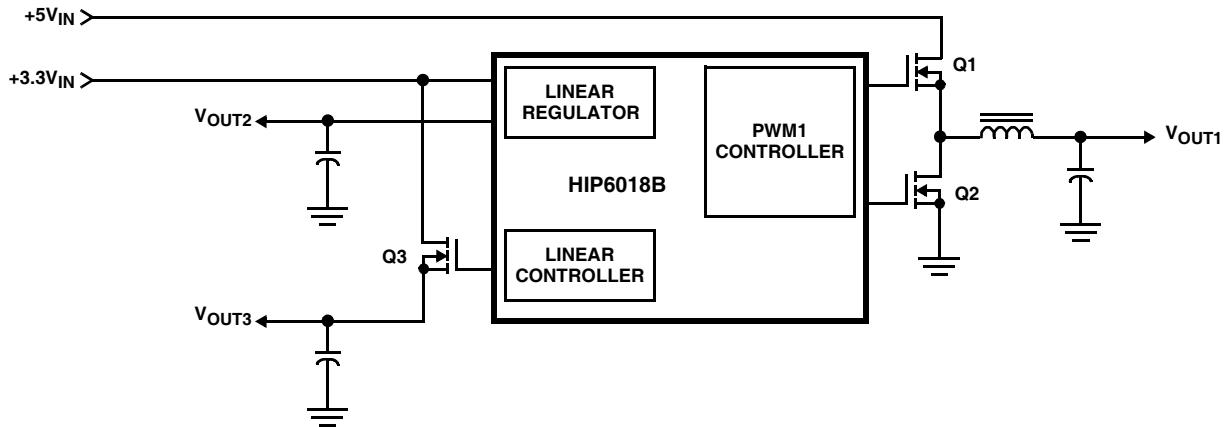 +5VIN
+3.3VIN
VOUT2
LINEAR
REGULATOR
PWM1
CONTROLLER
HIP6018B
Q1
Q2
VOUT1
Q3
LINEAR
CONTROLLER
VOUT3